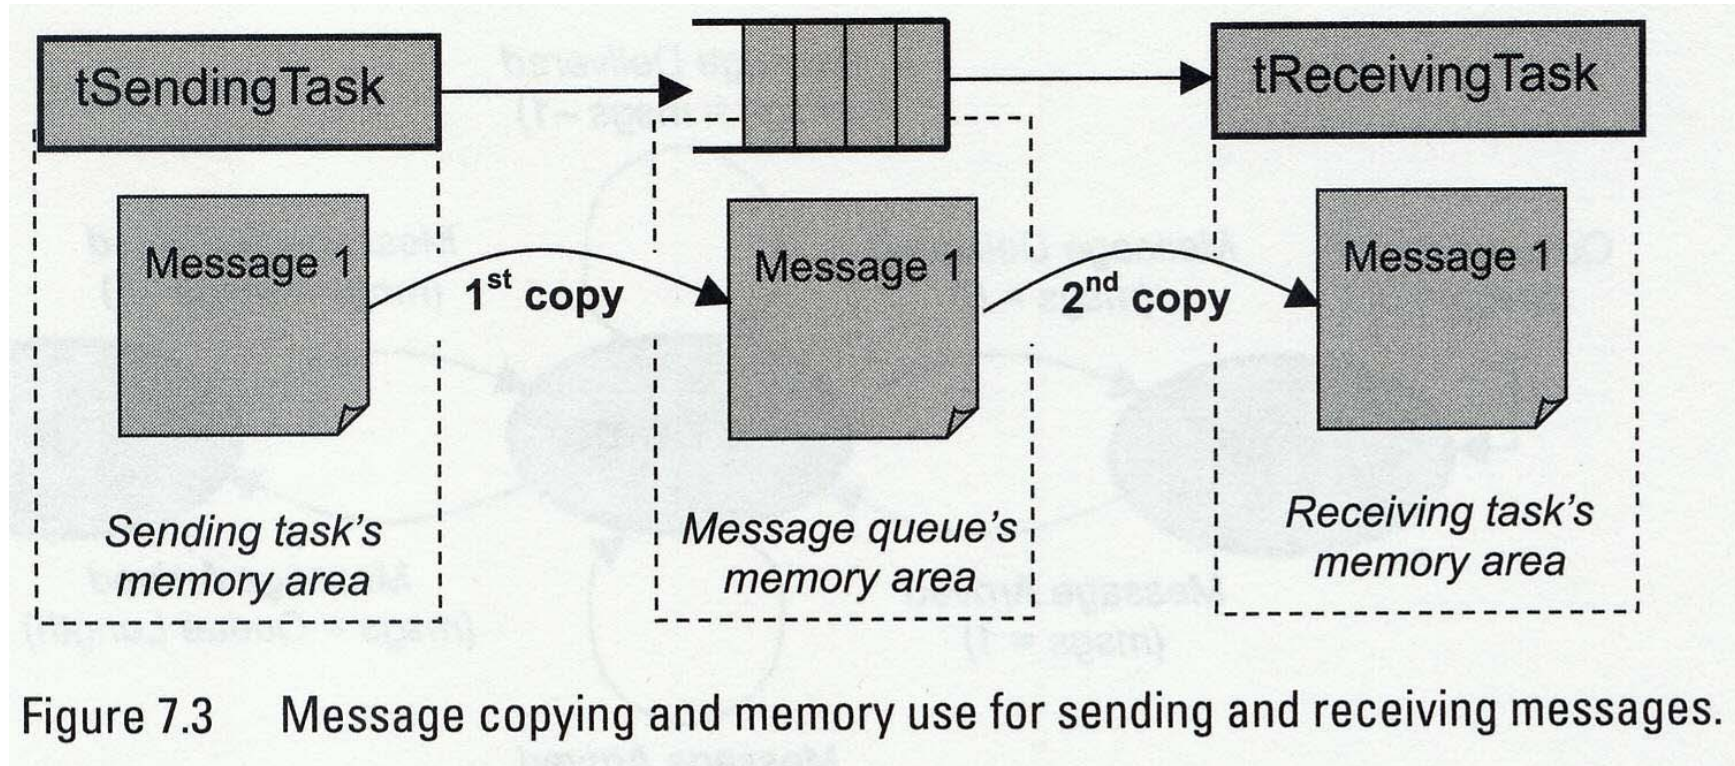 tSendingTask
tReceivingTask
Message 1
1st copy
Message 1
2nd copy
Message 1
Sending task's
memory area
Message queue's
memory area
Receiving task's
memory area
Figure 7.3 Message copying and memory use for sending and receiving messages.